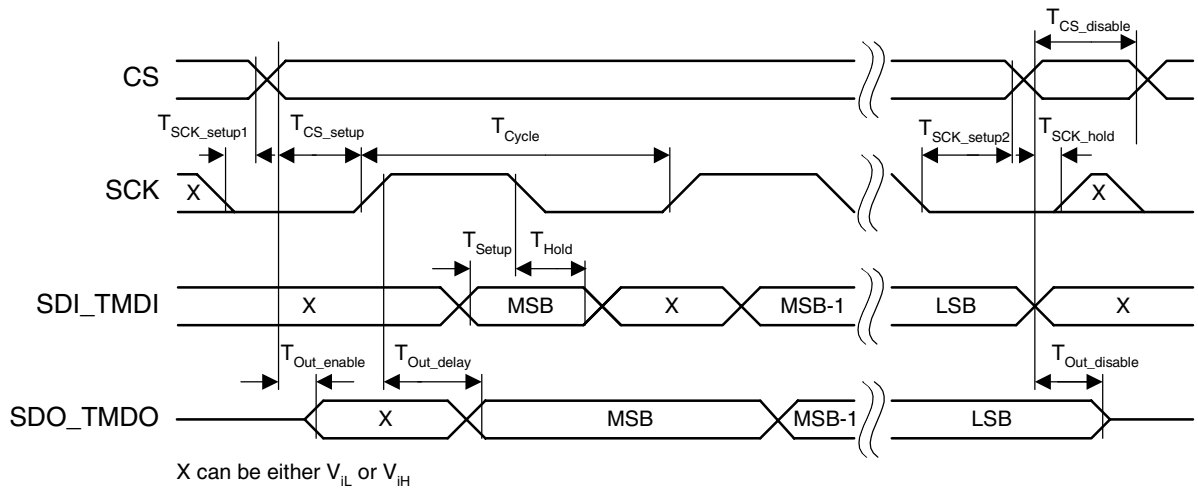 T_CS_disable
CS
T_SCK_setup1 T_CS_setup T_Cycle T_SCK_setup2 T_SCK_hold
SCK X X
T_Setup T_Hold
SDI_TMDI X MSB X MSB-1 LSB X
T_Out_enable T_Out_delay T_Out_disable
SDO_TMDO X MSB MSB-1 LSB
X can be either V_iL or V_iH